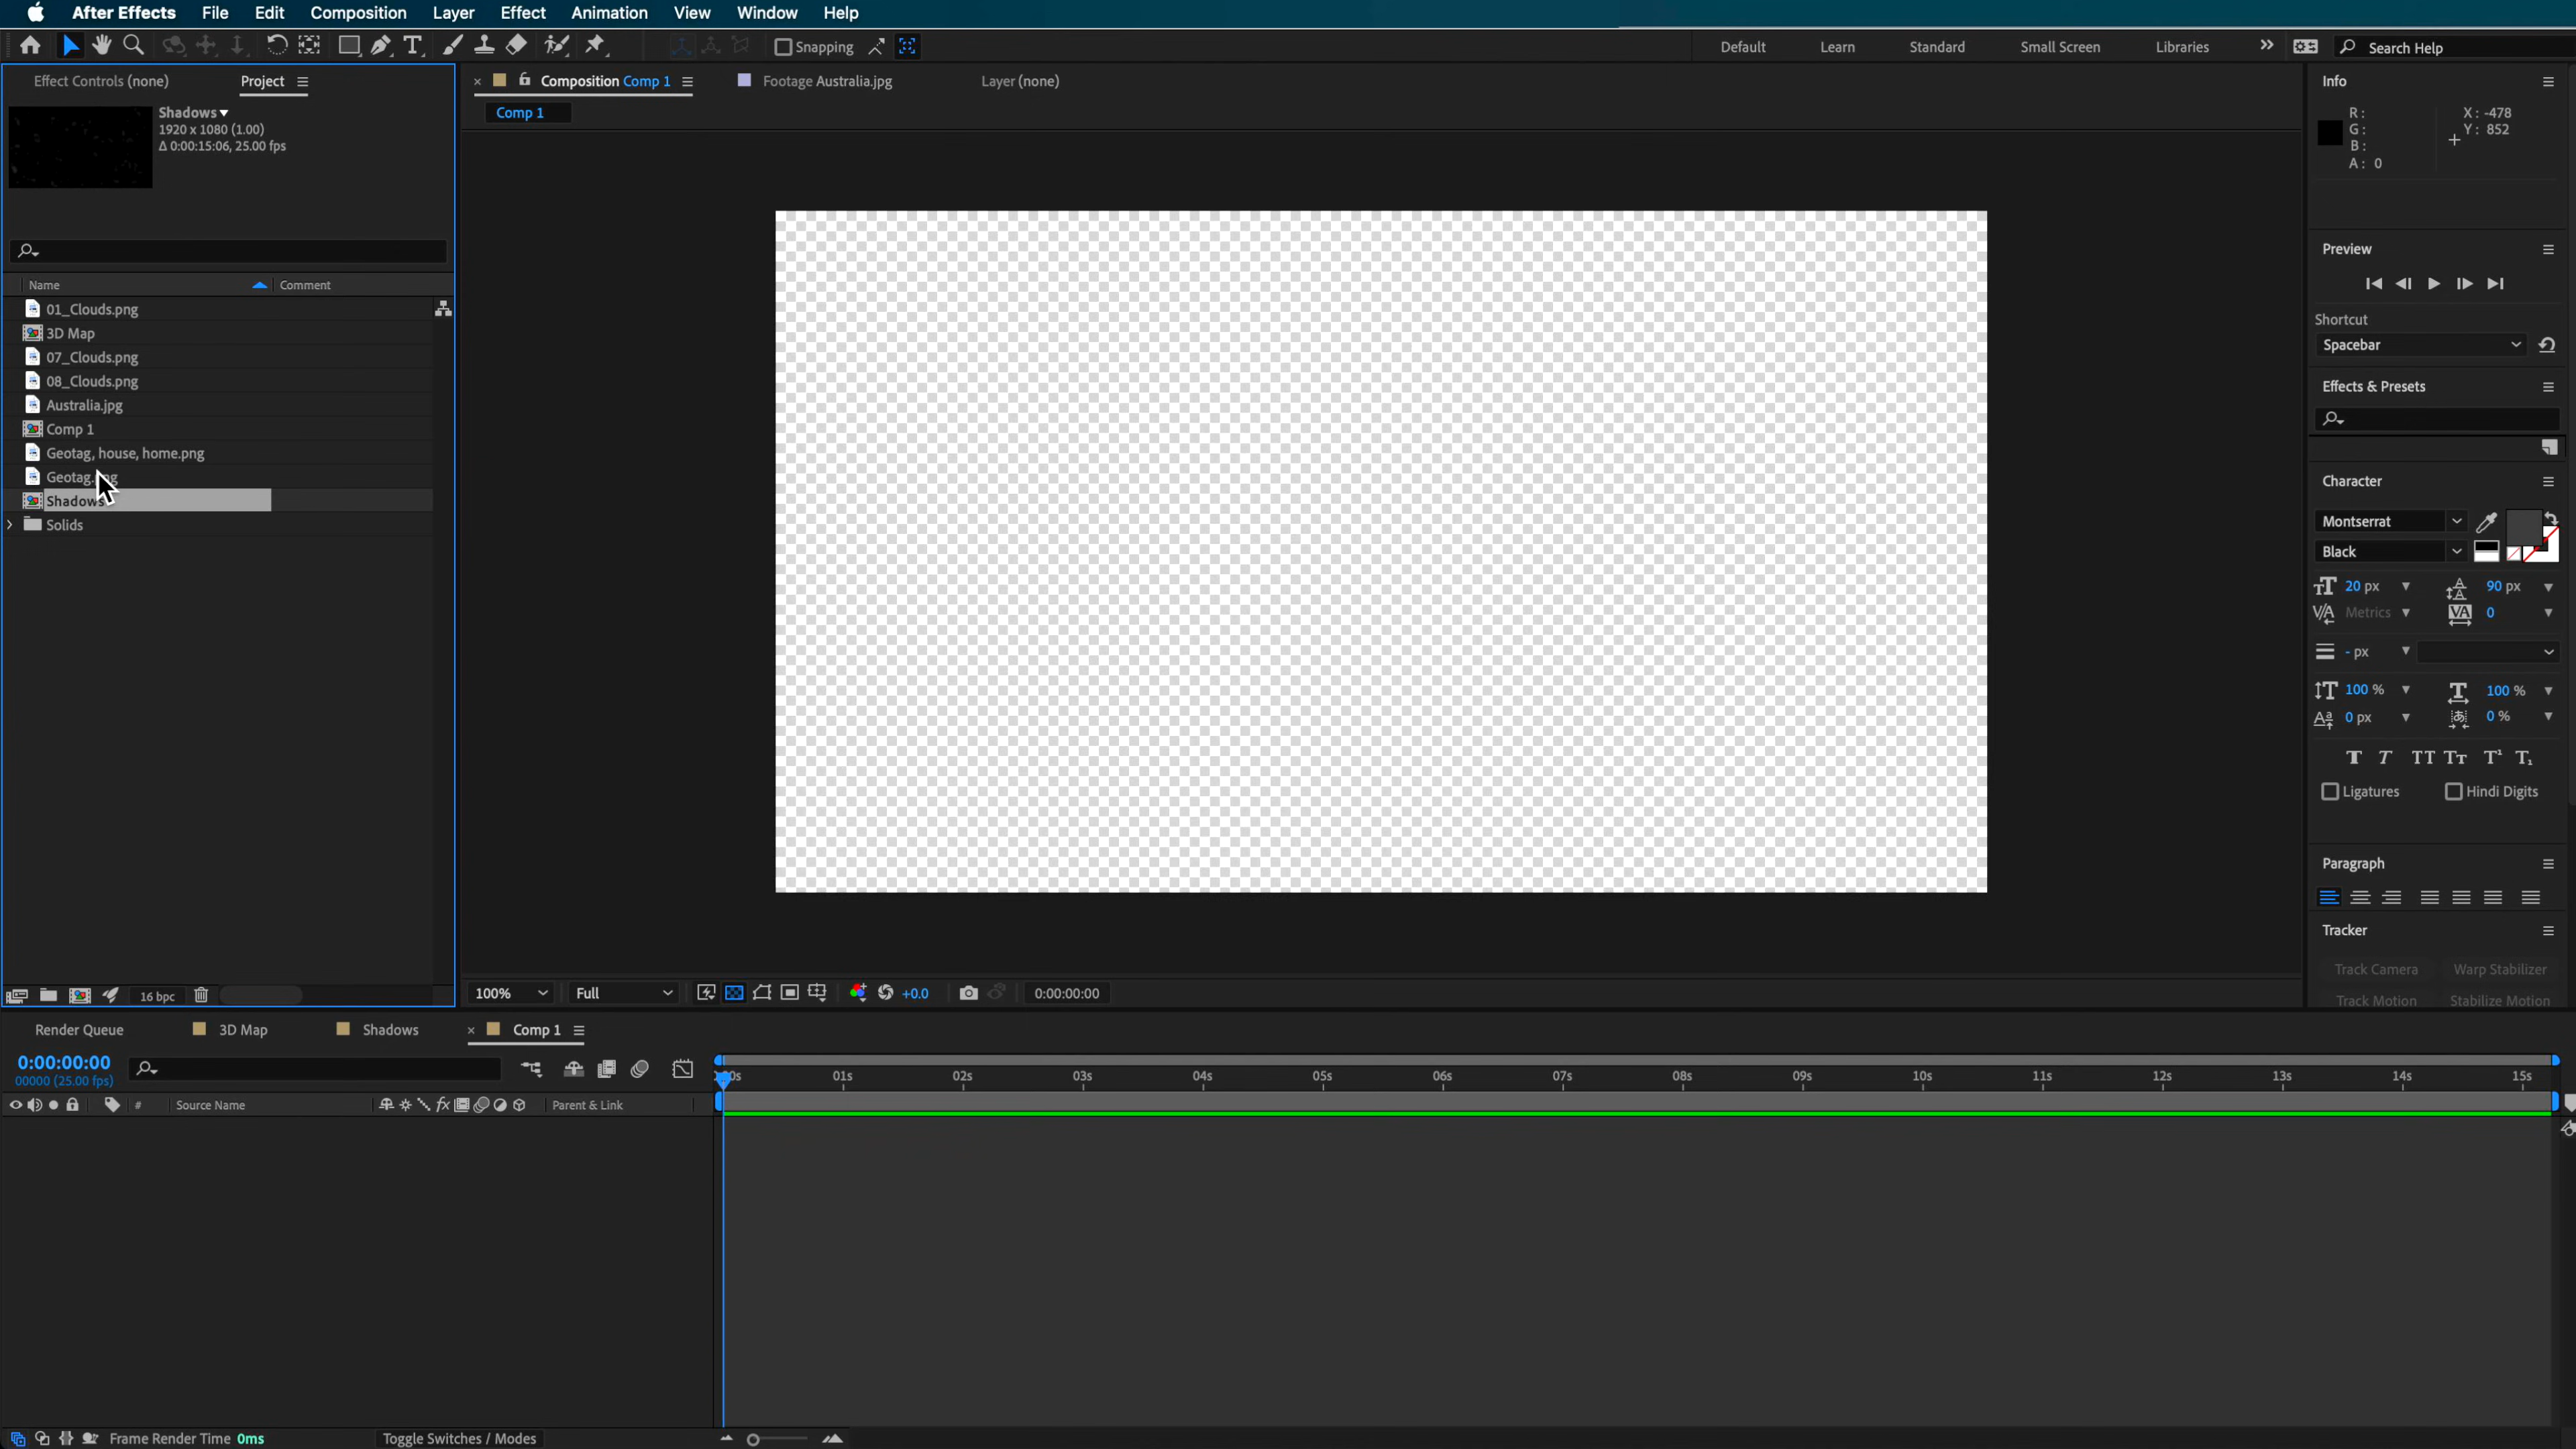 After Effects File Edit Composition Layer Effect Animation View Window Help
Snapping Default Learn Standard Small Screen Libraries Search Help
Effect Controls (none) Project
Shadows
1920 x 1080 (1.00)
Δ 0:00:15:06, 25.00 fps
Name Comment
01_Clouds.png
3D Map
07_Clouds.png
08_Clouds.png
Australia.jpg
Comp 1
Geotag, house, home.png
Shadows
Solids
16 bpc
Composition Comp 1 Footage Australia.jpg Layer (none)
Comp 1
100% Full +0.0 0:00:00:00
Info
R: X: -478
G: Y: 852
B:
A: 0
Preview
Shortcut
Spacebar
Effects & Presets
Character
Montserrat
Black
20 px 90 px
Metrics 0
- px
100 % 100 %
0 px 0 %
Ligatures Hindi Digits
Paragraph
Tracker
Track Camera Warp Stabilizer
Track Motion Stabilize Motion
Render Queue 3D Map Shadows Comp 1
0:00:00:00
00000 (25.00 fps)
01s 02s 03s 04s 05s 06s 07s 08s 09s 10s 11s 12s 13s 14s 15s
# Source Name Parent & Link
Frame Render Time 0ms Toggle Switches / Modes